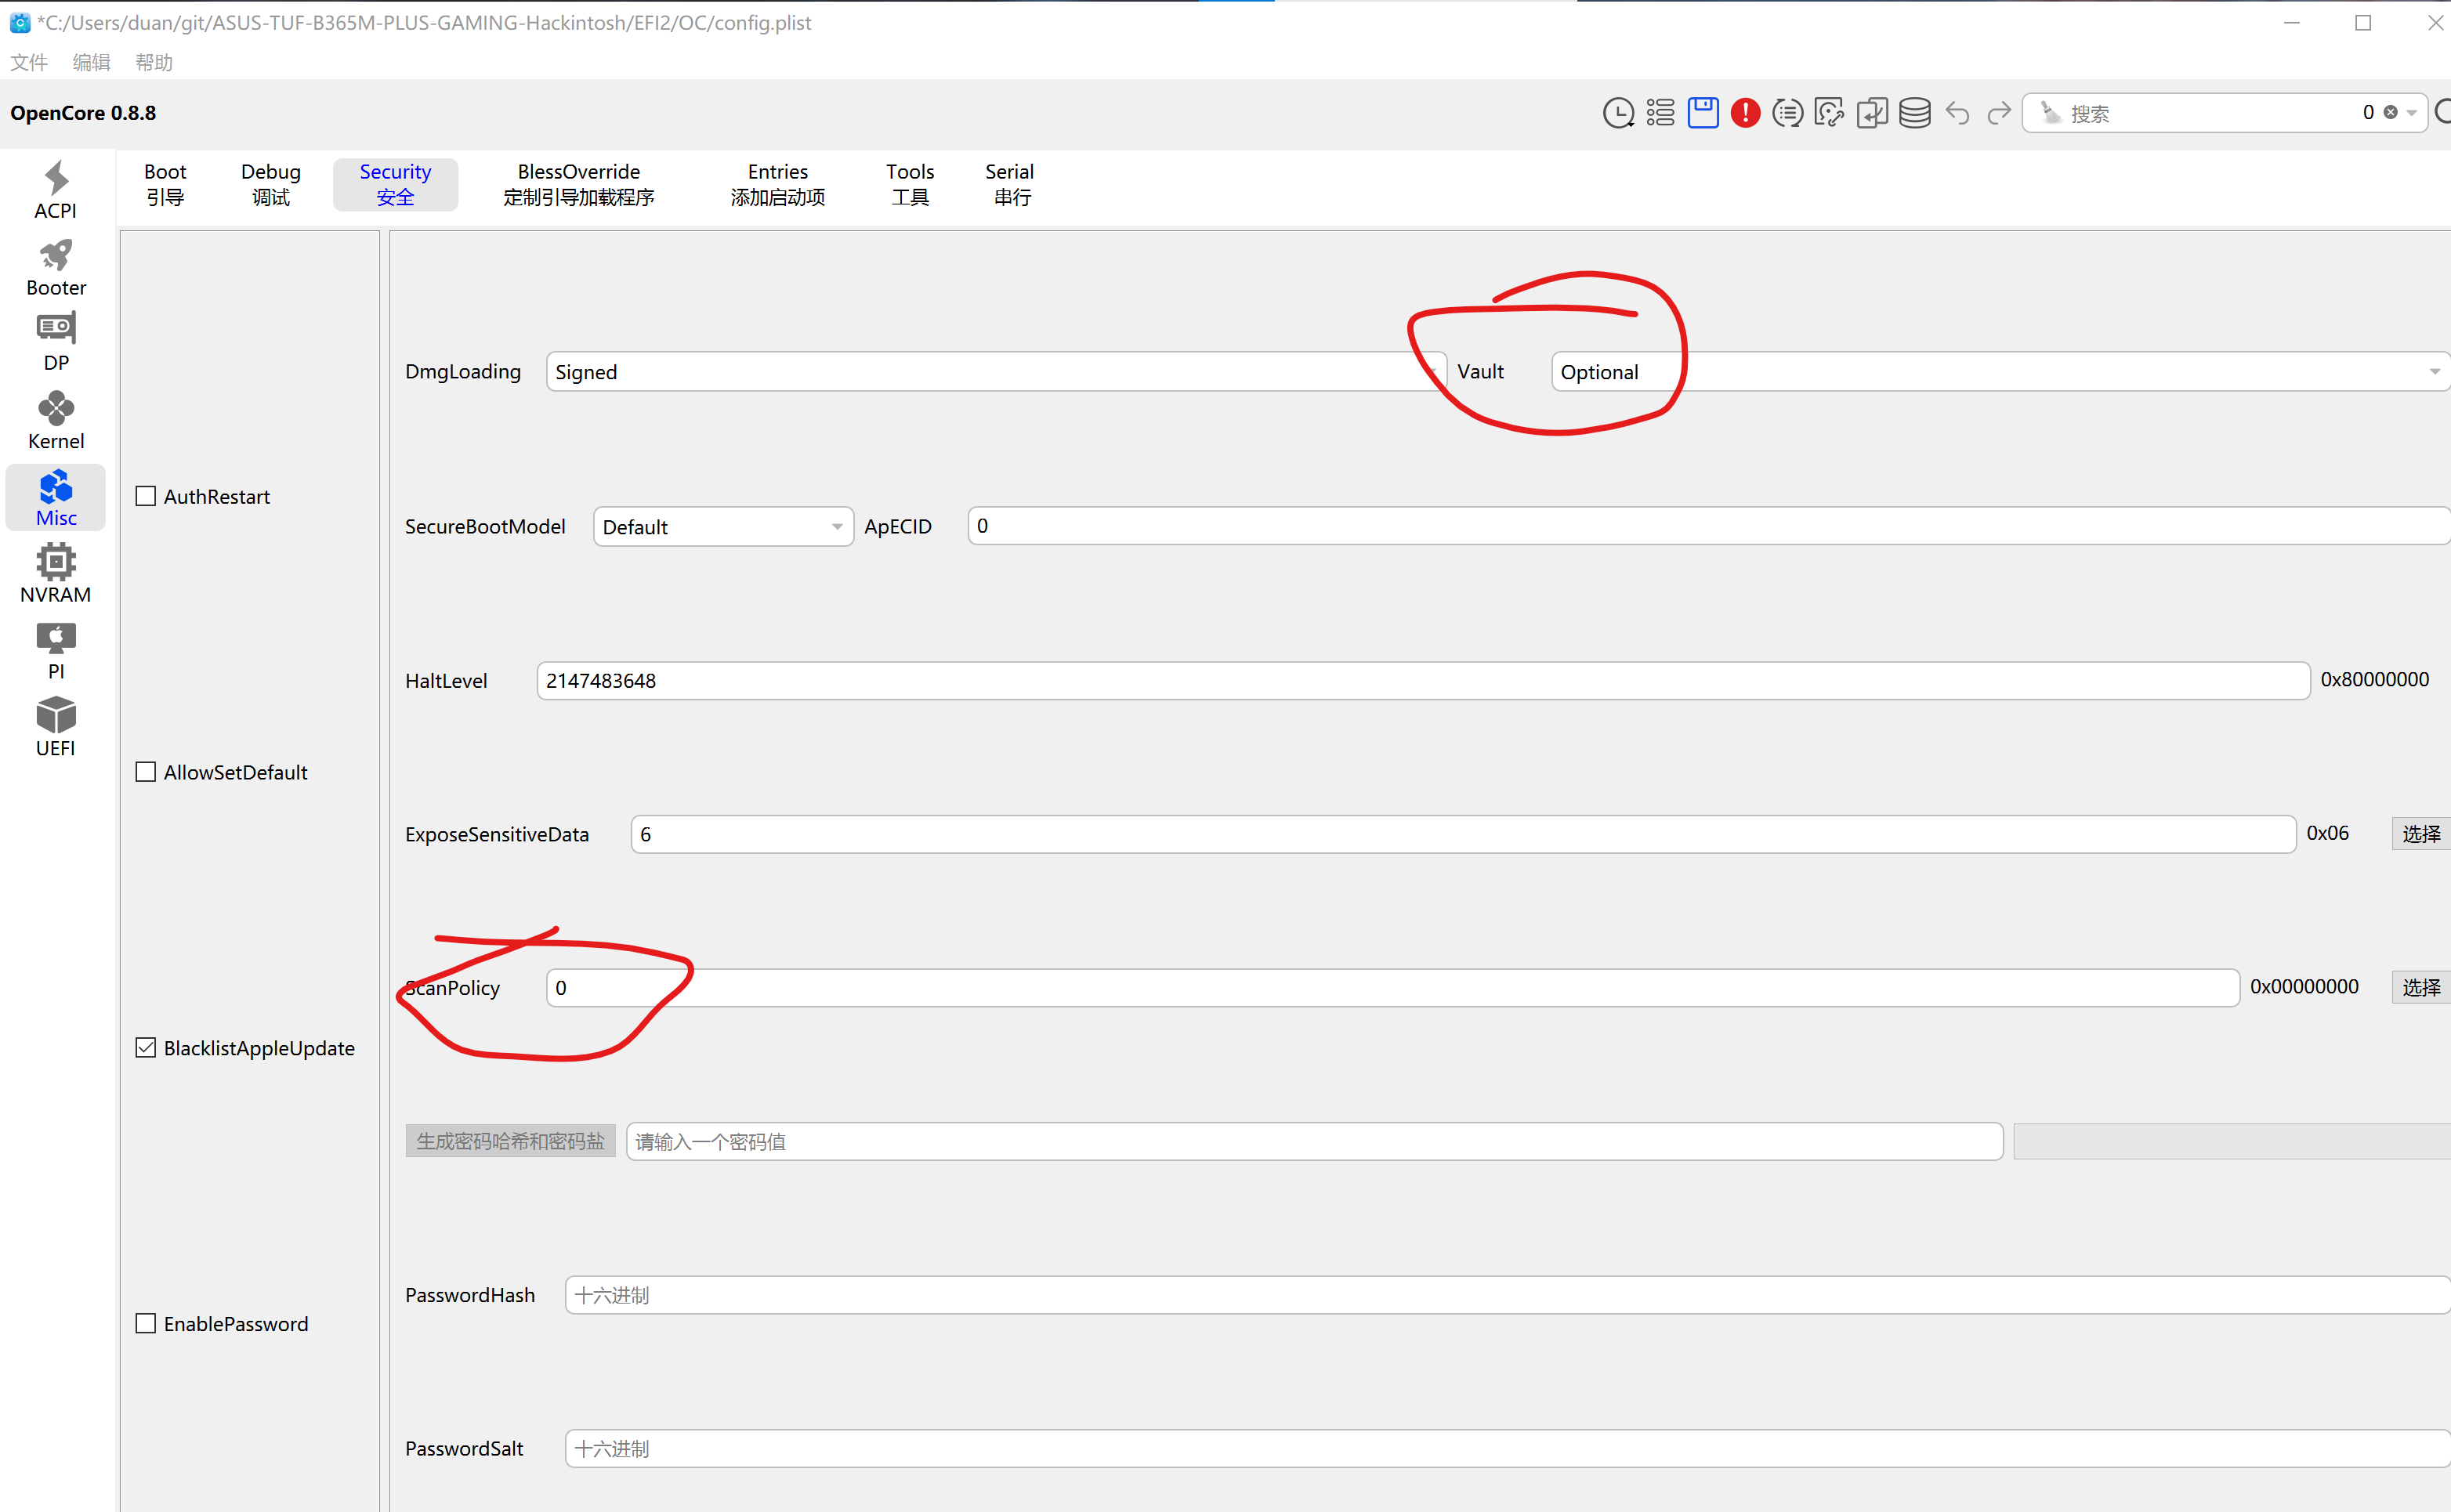 *C:/Users/duan/git/ASUS-TUF-B365M-PLUS-GAMING-Hackintosh/EFI2/OC/config.plist
文件 编辑 帮助
OpenCore 0.8.8
搜索 0
Boot Debug Security BlessOverride Entries Tools Serial
引导 调试 安全 定制引导加载程序 添加启动项 工具 串行
ACPI
Booter
DP
Kernel
Misc
NVRAM
PI
UEFI
AuthRestart
AllowSetDefault
BlacklistAppleUpdate
EnablePassword
DmgLoading Signed Vault Optional
SecureBootModel Default ApECID 0
HaltLevel 2147483648 0x80000000
ExposeSensitiveData 6 0x06 选择
ScanPolicy 0 0x00000000 选择
生成密码哈希和密码盐 请输入一个密码值
PasswordHash 十六进制
PasswordSalt 十六进制